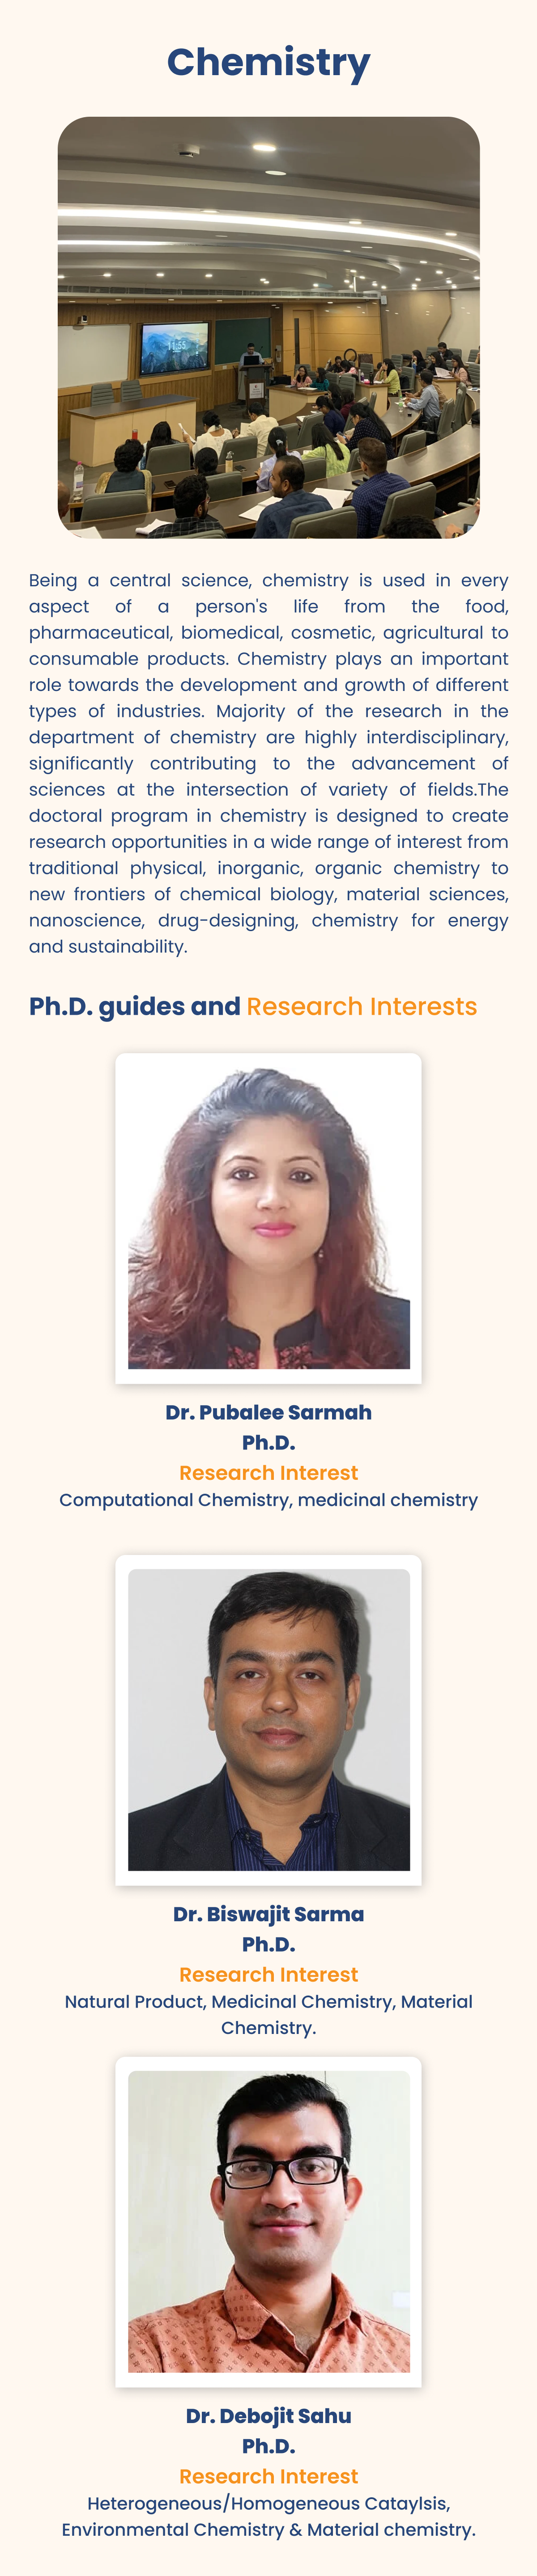 Chemistry
11:55
Being a central science, chemistry is used in every
aspect of a person's life from the food,
pharmaceutical, biomedical, cosmetic, agricultural to
consumable products. Chemistry plays an important
role towards the development and growth of different
types of industries. Majority of the research in the
department of chemistry are highly interdisciplinary,
significantly contributing to the advancement of
sciences at the intersection of variety of fields.The
doctoral program in chemistry is designed to create
research opportunities in a wide range of interest from
traditional physical, inorganic, organic chemistry to
new frontiers of chemical biology, material sciences,
nanoscience, drug-designing, chemistry for energy
and sustainability.
Ph.D. guides and Research Interests
Dr. Pubalee Sarmah
Ph.D.
Research Interest
Computational Chemistry, medicinal chemistry
Dr. Biswajit Sarma
Ph.D.
Research Interest
Natural Product, Medicinal Chemistry, Material
Chemistry.
Dr. Debojit Sahu
Ph.D.
Research Interest
Heterogeneous/Homogeneous Cataylsis,
Environmental Chemistry & Material chemistry.